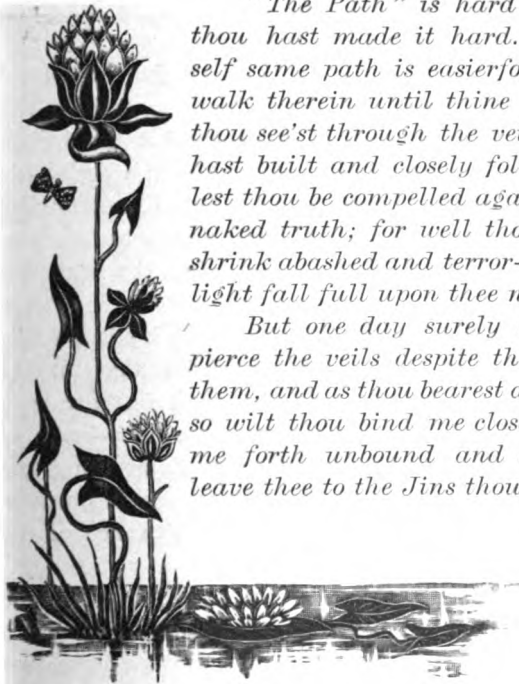 The Path" is hard
thou hast made it hard.
self same path is easier fo
walk therein until thine
thou see'st through the ve
hast built and closely fol
lest thou be compelled aga
naked truth; for well tho
shrink abashed and terror-
light fall full upon thee n
But one day surely
pierce the veils despite th
them, and as thou bearest a
so wilt thou bind me clos
me forth unbound and
leave thee to the Jins thou